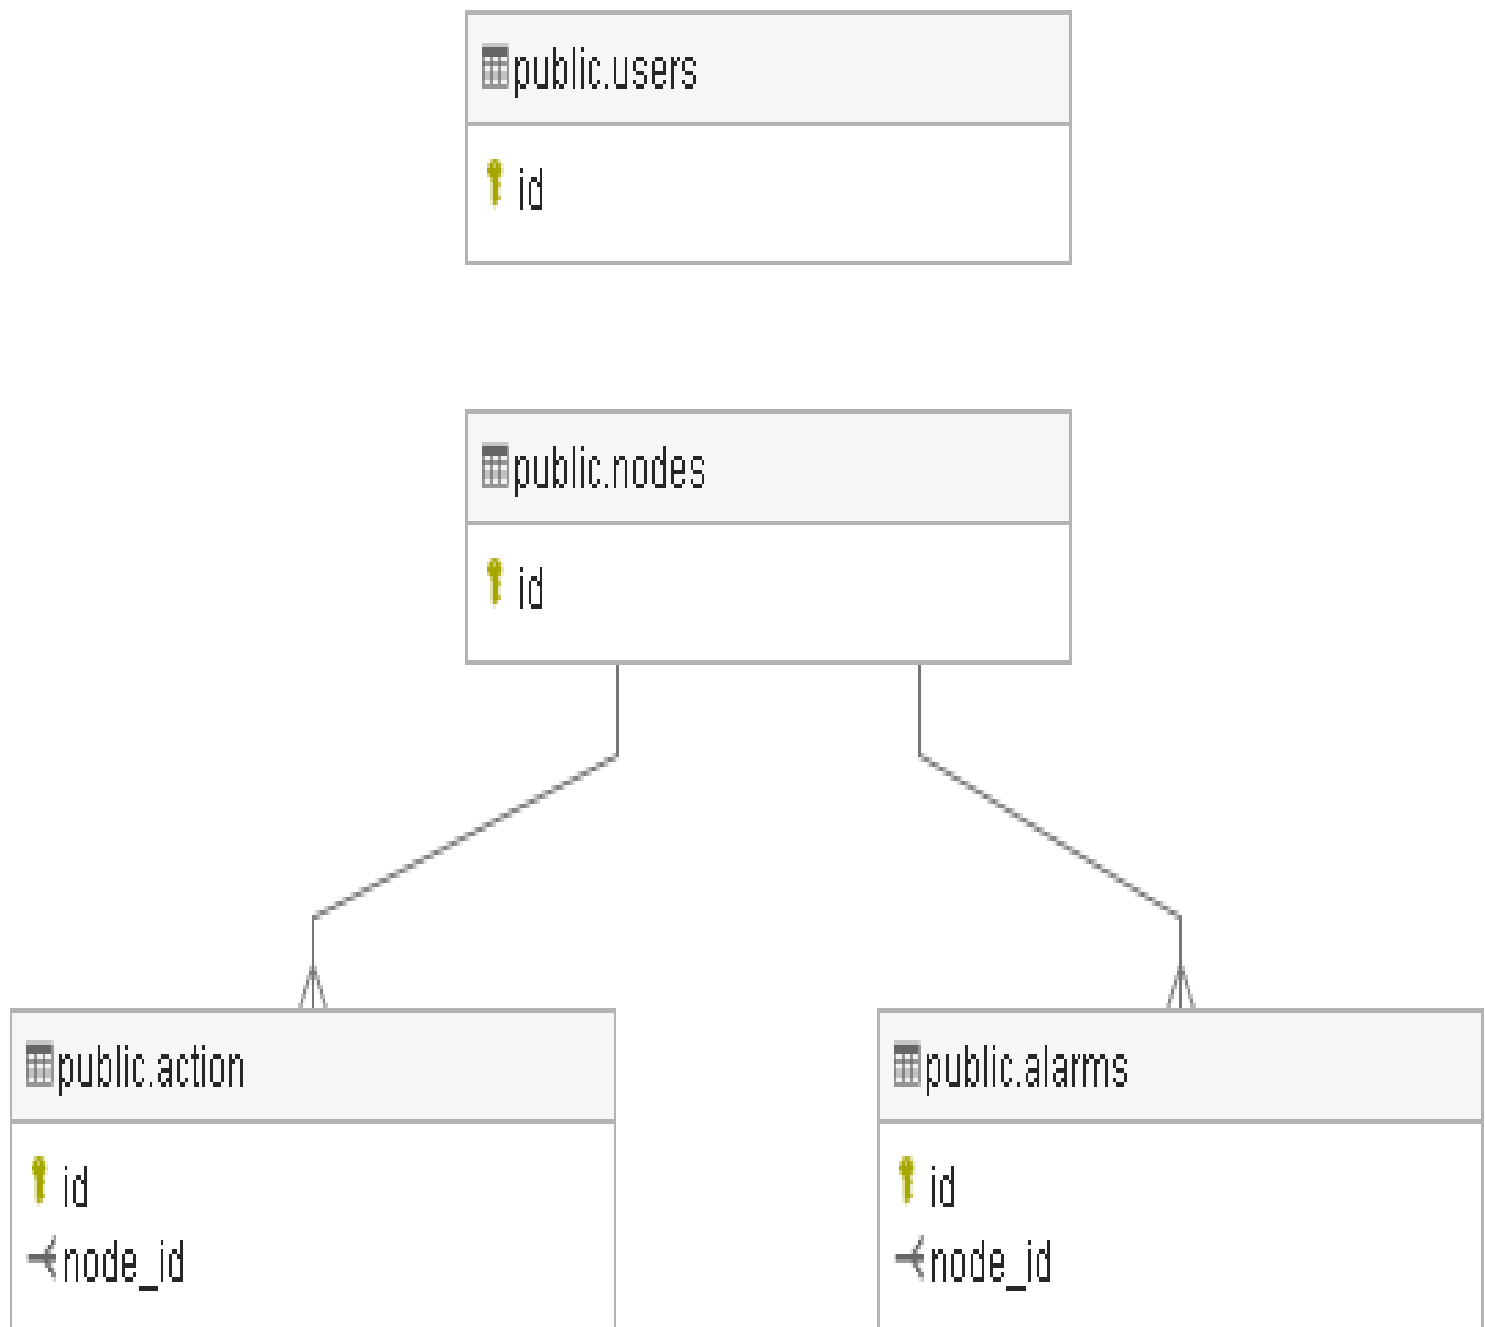 public.users
id
public.nodes
id
public.action
id
node_id
public.alarms
id
node_id